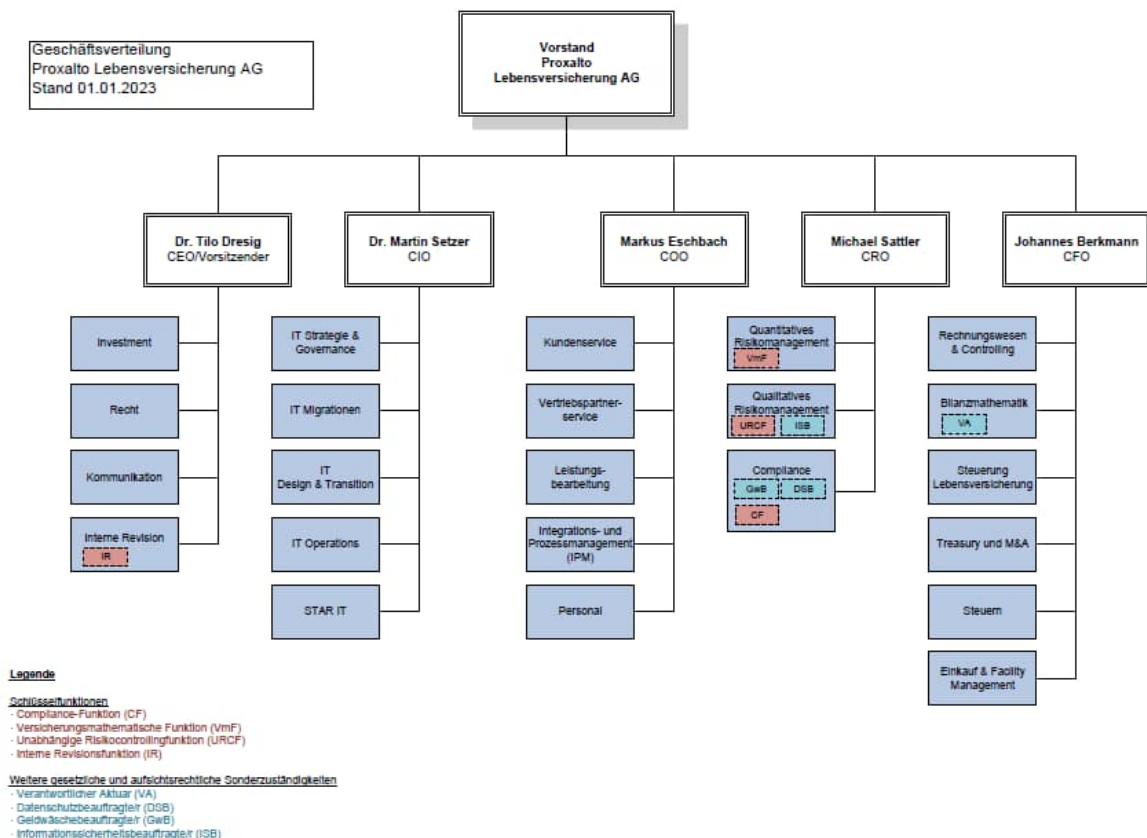 Geschäftsverteilung
Proxalto Lebensversicherung AG
Stand 01.01.2023
Vorstand
Proxalto
Lebensversicherung AG
Dr. Tilo Dresig
CEO/Vorsitzender
Dr. Martin Setzer
CIO
Markus Eschbach
COO
Michael Sattler
CRO
Johannes Berkmann
CFO
Investment
Recht
Kommunikation
Interne Revision
IR
IT Strategie &
Governance
IT Migrationen
IT
Design & Transition
IT Operations
STAR IT
Kundenservice
Vertriebspartner-
service
Leistungs-
bearbeitung
Integrations- und
Prozessmanagement
(IPM)
Personal
Quantitatives
Risikomanagement
VmF
Qualitatives
Risikomanagement
URCF
ISB
Compliance
GwB
DSB
CF
Rechnungswesen
& Controlling
Bilanzmathematik
VA
Steuerung
Lebensversicherung
Treasury und M&A
Steuern
Einkauf & Facility
Management
Legende
Schlüsselfunktionen
- Compliance-Funktion (CF)
- Versicherungsmathematische Funktion (VmF)
- Unabhängige Risikocontrollingfunktion (URCF)
- Interne Revisionsfunktion (IR)
Weitere gesetzliche und aufsichtsrechtliche Sonderzuständigkeiten
- Verantwortlicher Aktuar (VA)
- Datenschutzbeauftragte/r (DSB)
- Geldwäschebeauftragte/r (GwB)
- Informationssicherheitsbeauftragte/r (ISB)